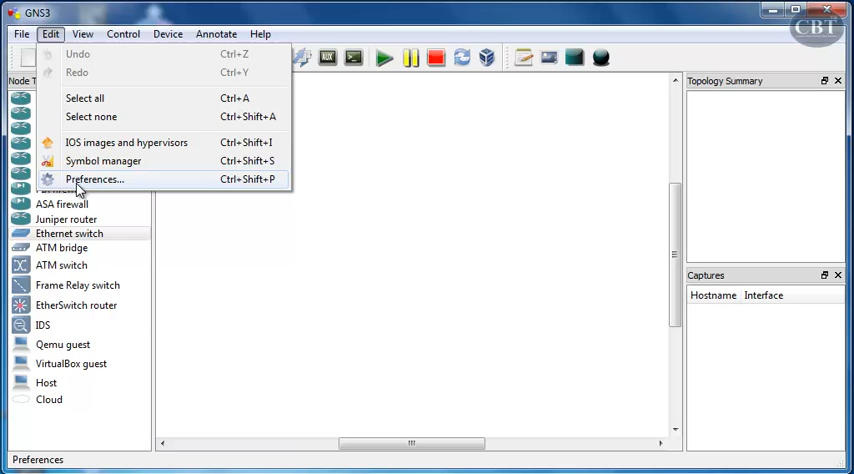 GNS3
CBT
File Edit View Control Device Annotate Help
Undo Ctrl+Z
Redo Ctrl+Y
Select all Ctrl+A
Select none Ctrl+Shift+A
IOS images and hypervisors Ctrl+Shift+I
Symbol manager Ctrl+Shift+S
Preferences... Ctrl+Shift+P
AUX
Node T
ASA firewall
Juniper router
Ethernet switch
ATM bridge
ATM switch
Frame Relay switch
EtherSwitch router
IDS
Qemu guest
VirtualBox guest
Host
Cloud
Topology Summary
Captures
Hostname Interface
Preferences